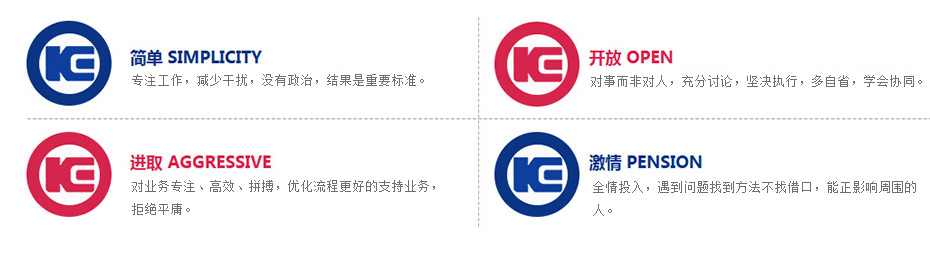 KC
简单 SIMPLICITY
专注工作，减少干扰，没有政治，结果是重要标准。
KC
开放 OPEN
对事而非对人，充分讨论，坚决执行，多自省，学会协同。
KC
进取 AGGRESSIVE
对业务专注、高效、拼搏，优化流程更好的支持业务，
拒绝平庸。
KC
激情 PENSION
全情投入，遇到问题找到方法不找借口，能正影响周围的
人。